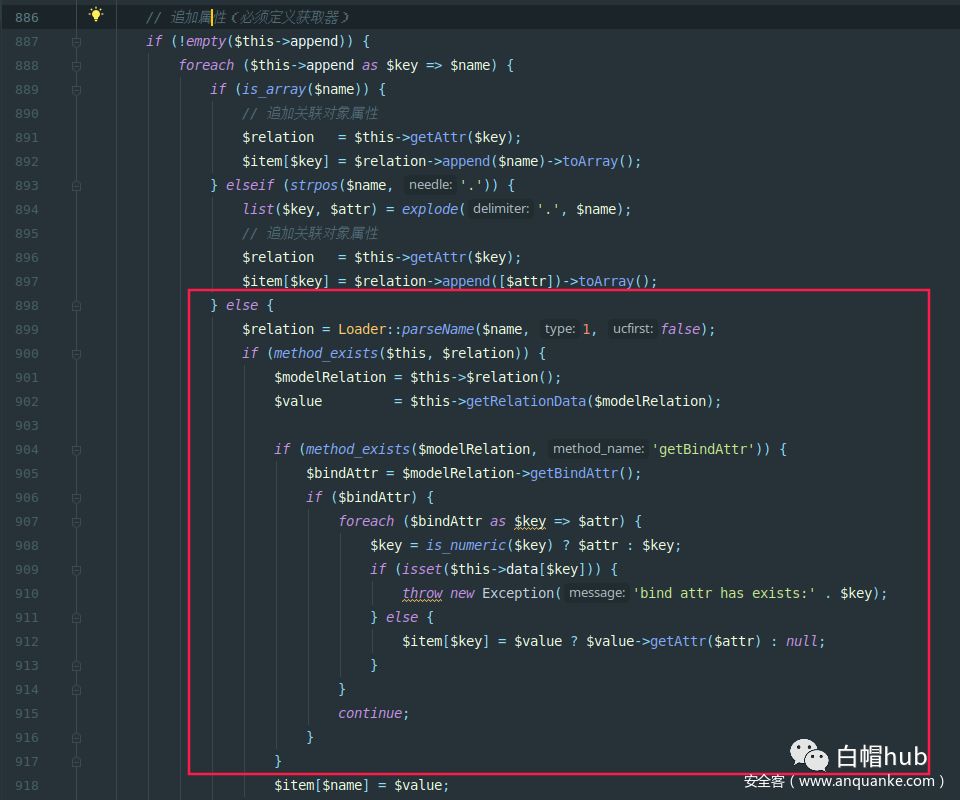 886 // 追加属性（必须定义获取器）
887 if (!empty($this->append)) {
888 foreach ($this->append as $key => $name) {
889 if (is_array($name)) {
890 // 追加关联对象属性
891 $relation   = $this->getAttr($key);
892 $item[$key] = $relation->append($name)->toArray();
893 } elseif (strpos($name, needle: '.')) {
894 list($key, $attr) = explode( delimiter: '.', $name);
895 // 追加关联对象属性
896 $relation   = $this->getAttr($key);
897 $item[$key] = $relation->append([$attr])->toArray();
898 } else {
899 $relation = Loader::parseName($name, type: 1, ucfirst: false);
900 if (method_exists($this, $relation)) {
901 $modelRelation = $this->$relation();
902 $value         = $this->getRelationData($modelRelation);
903
904 if (method_exists($modelRelation, method_name: 'getBindAttr')) {
905 $bindAttr = $modelRelation->getBindAttr();
906 if ($bindAttr) {
907 foreach ($bindAttr as $key => $attr) {
908 $key = is_numeric($key) ? $attr : $key;
909 if (isset($this->data[$key])) {
910 throw new Exception( message: 'bind attr has exists:' . $key);
911 } else {
912 $item[$key] = $value ? $value->getAttr($attr) : null;
913 }
914 }
915 continue;
916 }
917 }
918 $item[$name] = $value;
白帽hub
安全客（www.anquanke.com）